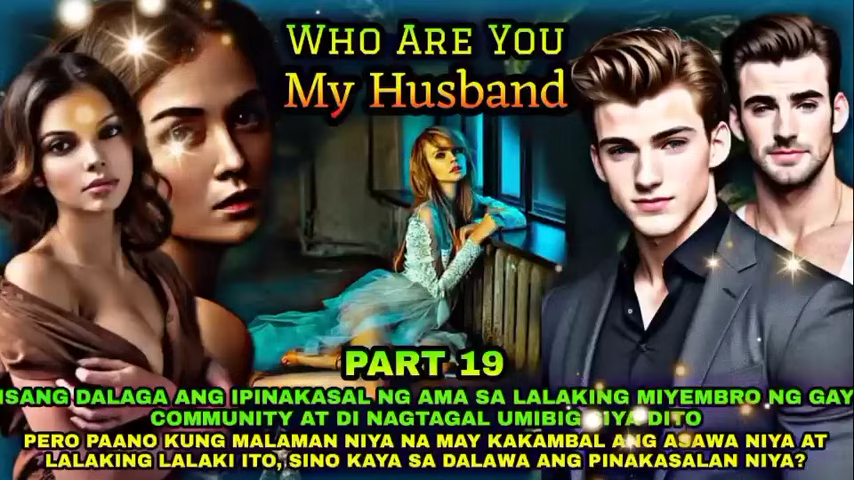 WHO ARE YOU
MY HUSBAND
PART 19
ISANG DALAGA ANG IPINAKASAL NG AMA SA LALAKING MIYEMBRO NG GAY
COMMUNITY AT DI NAGTAGAL UMIBIG DITO
PERO PAANO KUNG MALAMAN NIYA NA MAY KAKAMBAL ANG ASAWA NIYA AT
LALAKING LALAKI ITO, SINO KAYA SA DALAWA ANG PINAKASALAN NIYA?